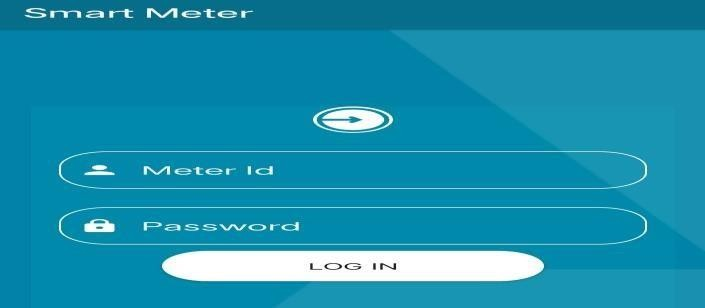 Smart Meter
Meter Id
Password
LOG IN